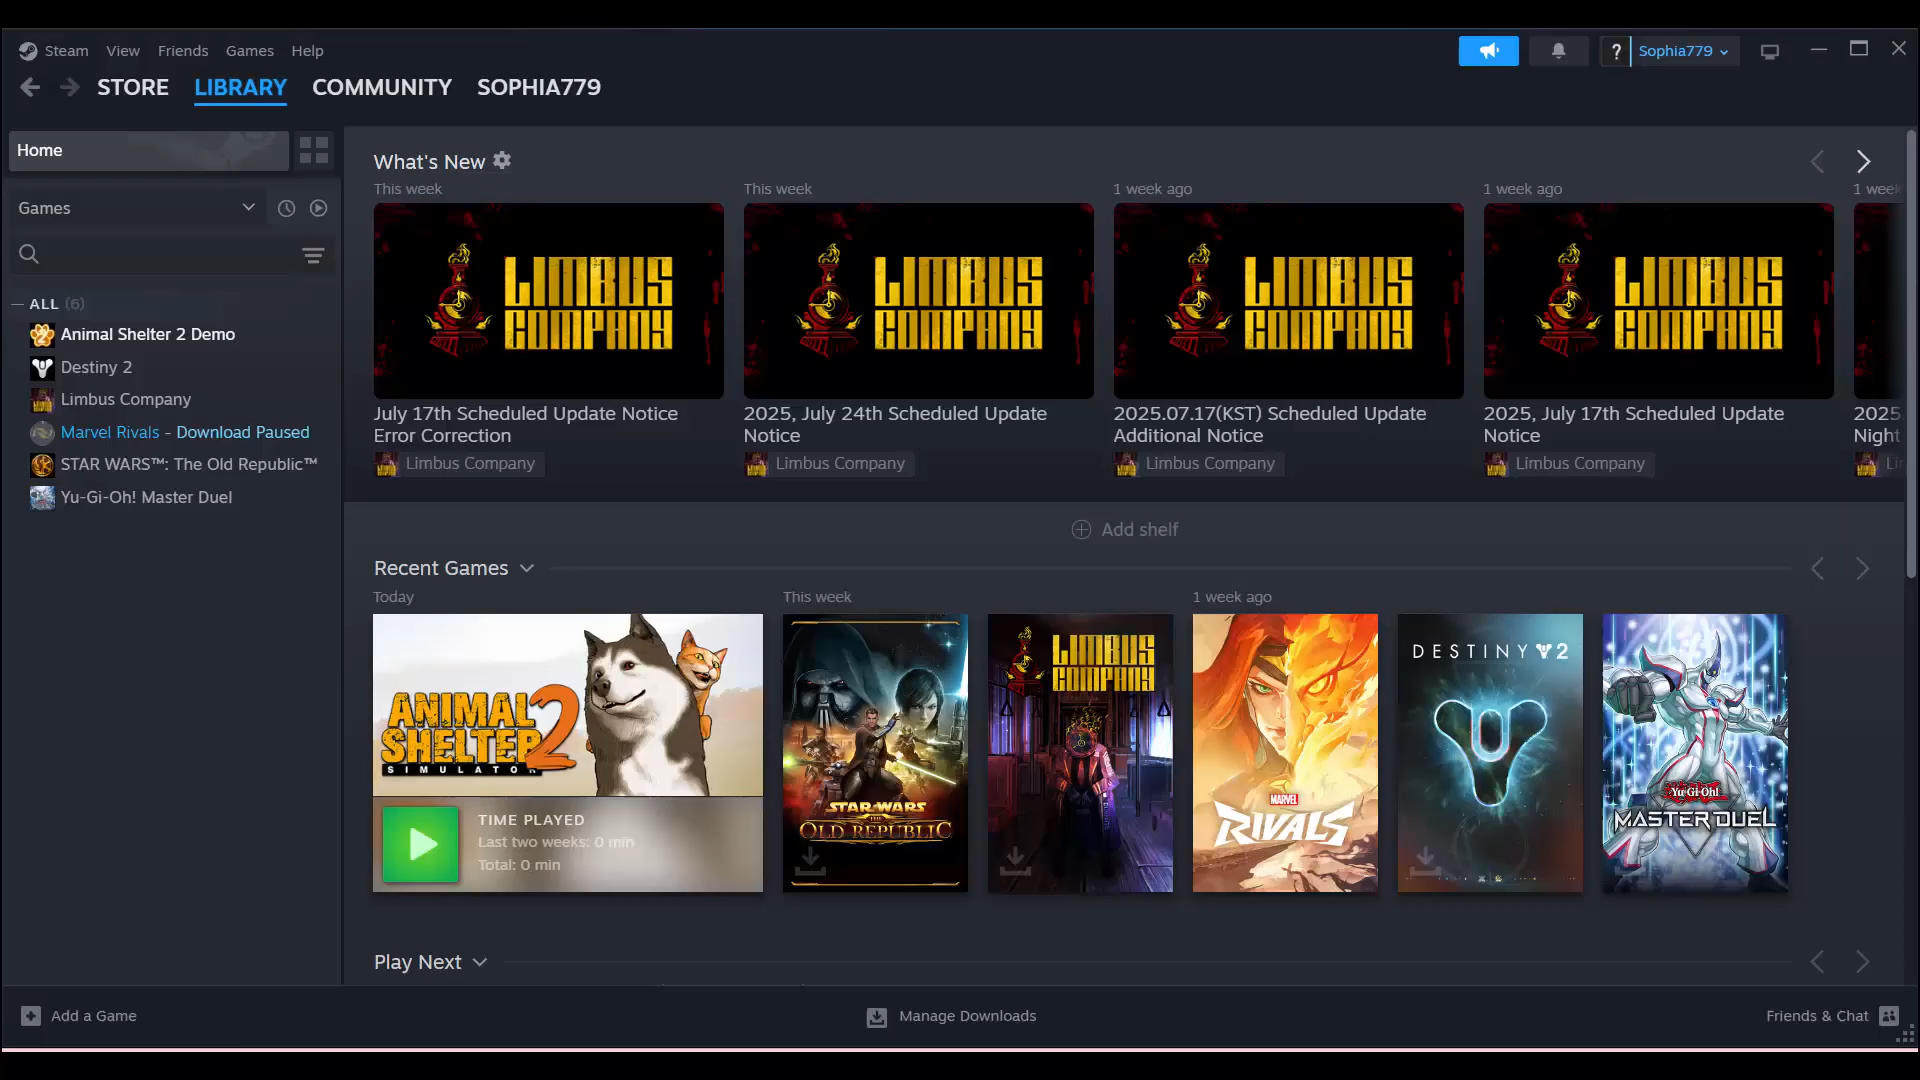 Steam View Friends Games Help
? Sophia779
STORE LIBRARY COMMUNITY SOPHIA779
Home
Games
ALL (6)
Animal Shelter 2 Demo
Destiny 2
Limbus Company
Marvel Rivals - Download Paused
STAR WARS™: The Old Republic™
Yu-Gi-Oh! Master Duel
What's New
This week
LIMBUS
COMPANY
July 17th Scheduled Update Notice
Error Correction
Limbus Company
This week
LIMBUS
COMPANY
2025, July 24th Scheduled Update
Notice
Limbus Company
1 week ago
LIMBUS
COMPANY
2025.07.17(KST) Scheduled Update
Additional Notice
Limbus Company
1 week ago
LIMBUS
COMPANY
2025, July 17th Scheduled Update
Notice
Limbus Company
1 week
2025
Night
Li
Add shelf
Recent Games
Today
ANIMAL
SHELTER 2
SIMULATOR
TIME PLAYED
Last two weeks: 0 min
Total: 0 min
This week
STAR WARS
THE
OLD REPUBLIC
LIMBUS
COMPANY
1 week ago
MARVEL
RIVALS
DESTINY 2
Yu-Gi-Oh!
MASTER DUEL
Play Next
Add a Game
Manage Downloads
Friends & Chat